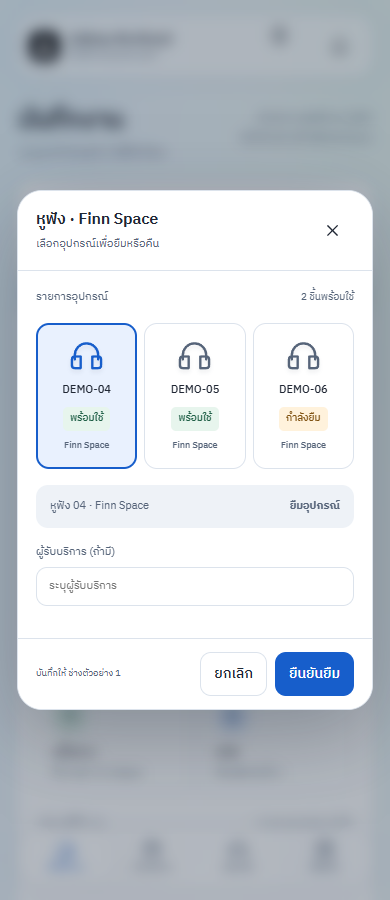 หูฟัง · Finn Space
เลือกอุปกรณ์เพื่อยืมหรือคืน
รายการอุปกรณ์
2 ชิ้นพร้อมใช้
DEMO-04
พร้อมใช้
Finn Space
DEMO-05
พร้อมใช้
Finn Space
DEMO-06
กำลังยืม
Finn Space
หูฟัง 04 · Finn Space
ยืมอุปกรณ์
ผู้รับบริการ (ถ้ามี)
ระบุผู้รับบริการ
บันทึกให้ ช่างตัวอย่าง 1
ยกเลิก
ยืนยันยืม